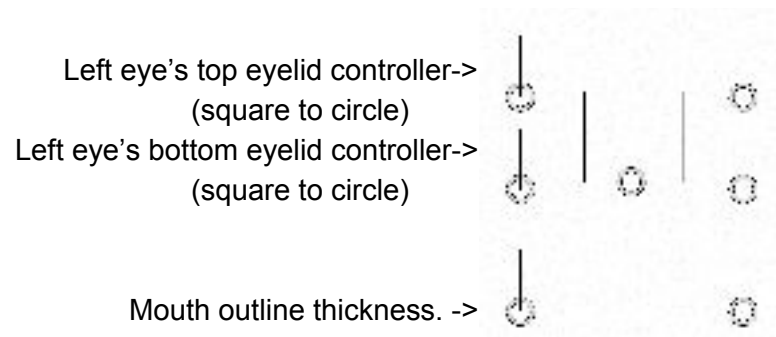 Left eye's top eyelid controller->
(square to circle)
Left eye's bottom eyelid controller->
(square to circle)
Mouth outline thickness. ->